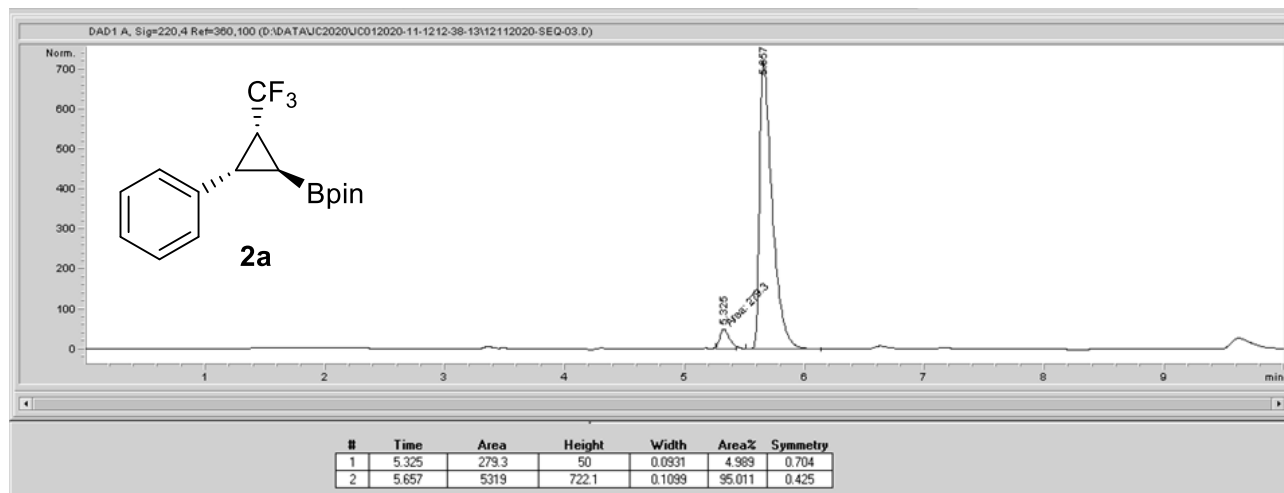 DAD1 A, Sig=220,4 Ref=360,100 (D:\DATA\JC2020\JC012020-11-1212-38-13\12112020-SEQ-03.D)
Norm.
700
600
500
400
300
200
100
0
CF3
Bpin
2a
5.325
Area: 279.3
5.657
1 2 3 4 5 6 7 8 9 min
# Time Area Height Width Area% Symmetry
1 5.325 279.3 50 0.0931 4.989 0.704
2 5.657 5319 722.1 0.1099 95.011 0.425